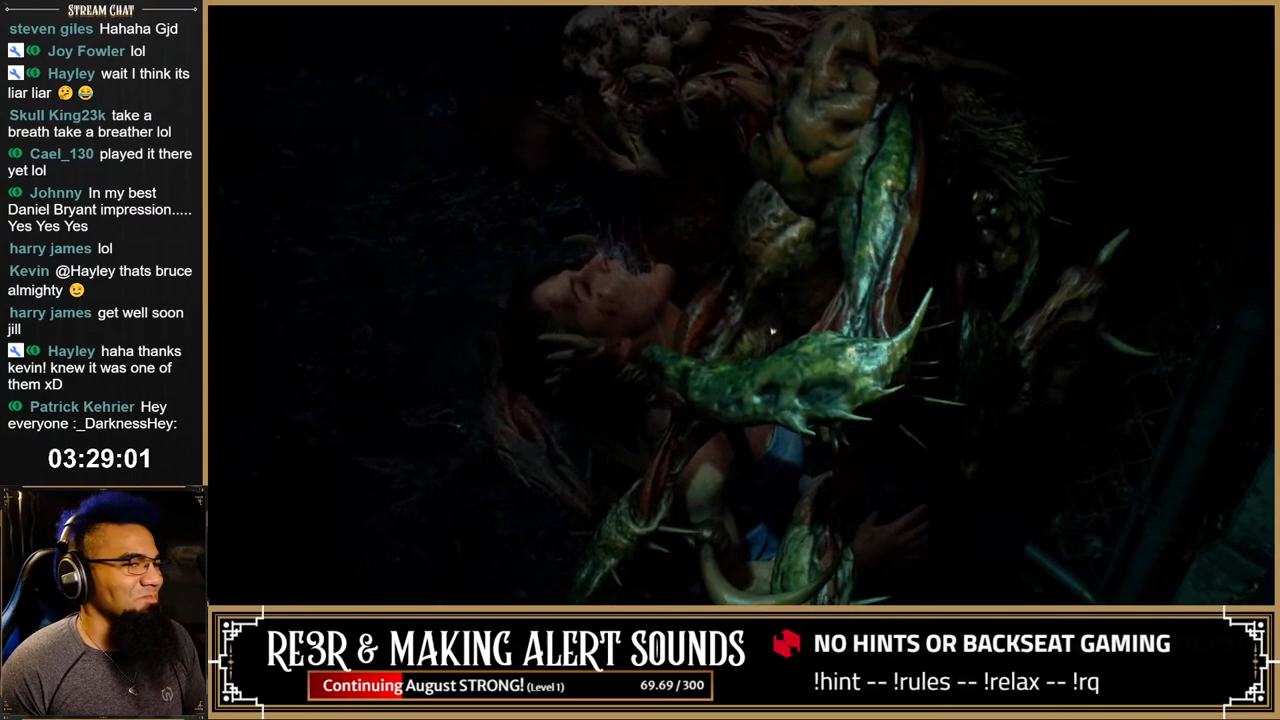 STREAM CHAT
steven giles Hahaha Gjd
Joy Fowler lol
Hayley wait I think its
liar liar 🤔 😂
Skull King23k take a
breath take a breather lol
Cael_130 played it there
yet lol
Johnny In my best
Daniel Bryant impression.....
Yes Yes Yes
harry james lol
Kevin @Hayley thats bruce
almighty 😉
harry james get well soon
jill
Hayley haha thanks
kevin! knew it was one of
them xD
Patrick Kehrier Hey
everyone :_DarknessHey:
03:29:01
RE3R & MAKING ALERT SOUNDS
Continuing August STRONG! (Level 1) 69.69 / 300
NO HINTS OR BACKSEAT GAMING
!hint -- !rules -- !relax -- !rq